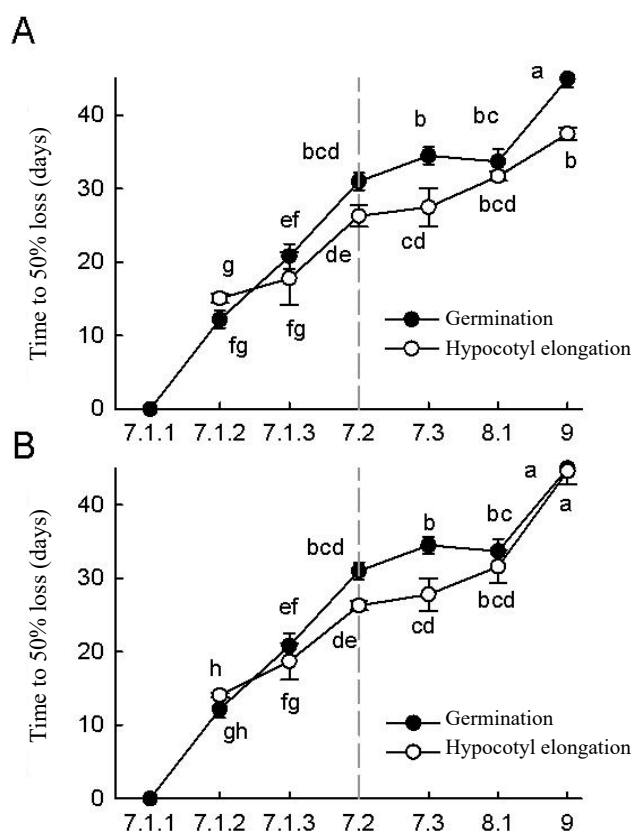 A
Time to 50% loss (days)
40
30
20
10
0
a
b
bc
bcd
ef
g
b
bcd
cd
de
fg
fg
Germination
Hypocotyl elongation
7.1.1 7.1.2 7.1.3 7.2 7.3 8.1 9
B
Time to 50% loss (days)
40
30
20
10
0
a
a
b
bc
bcd
ef
h
bcd
cd
de
fg
gh
Germination
Hypocotyl elongation
7.1.1 7.1.2 7.1.3 7.2 7.3 8.1 9